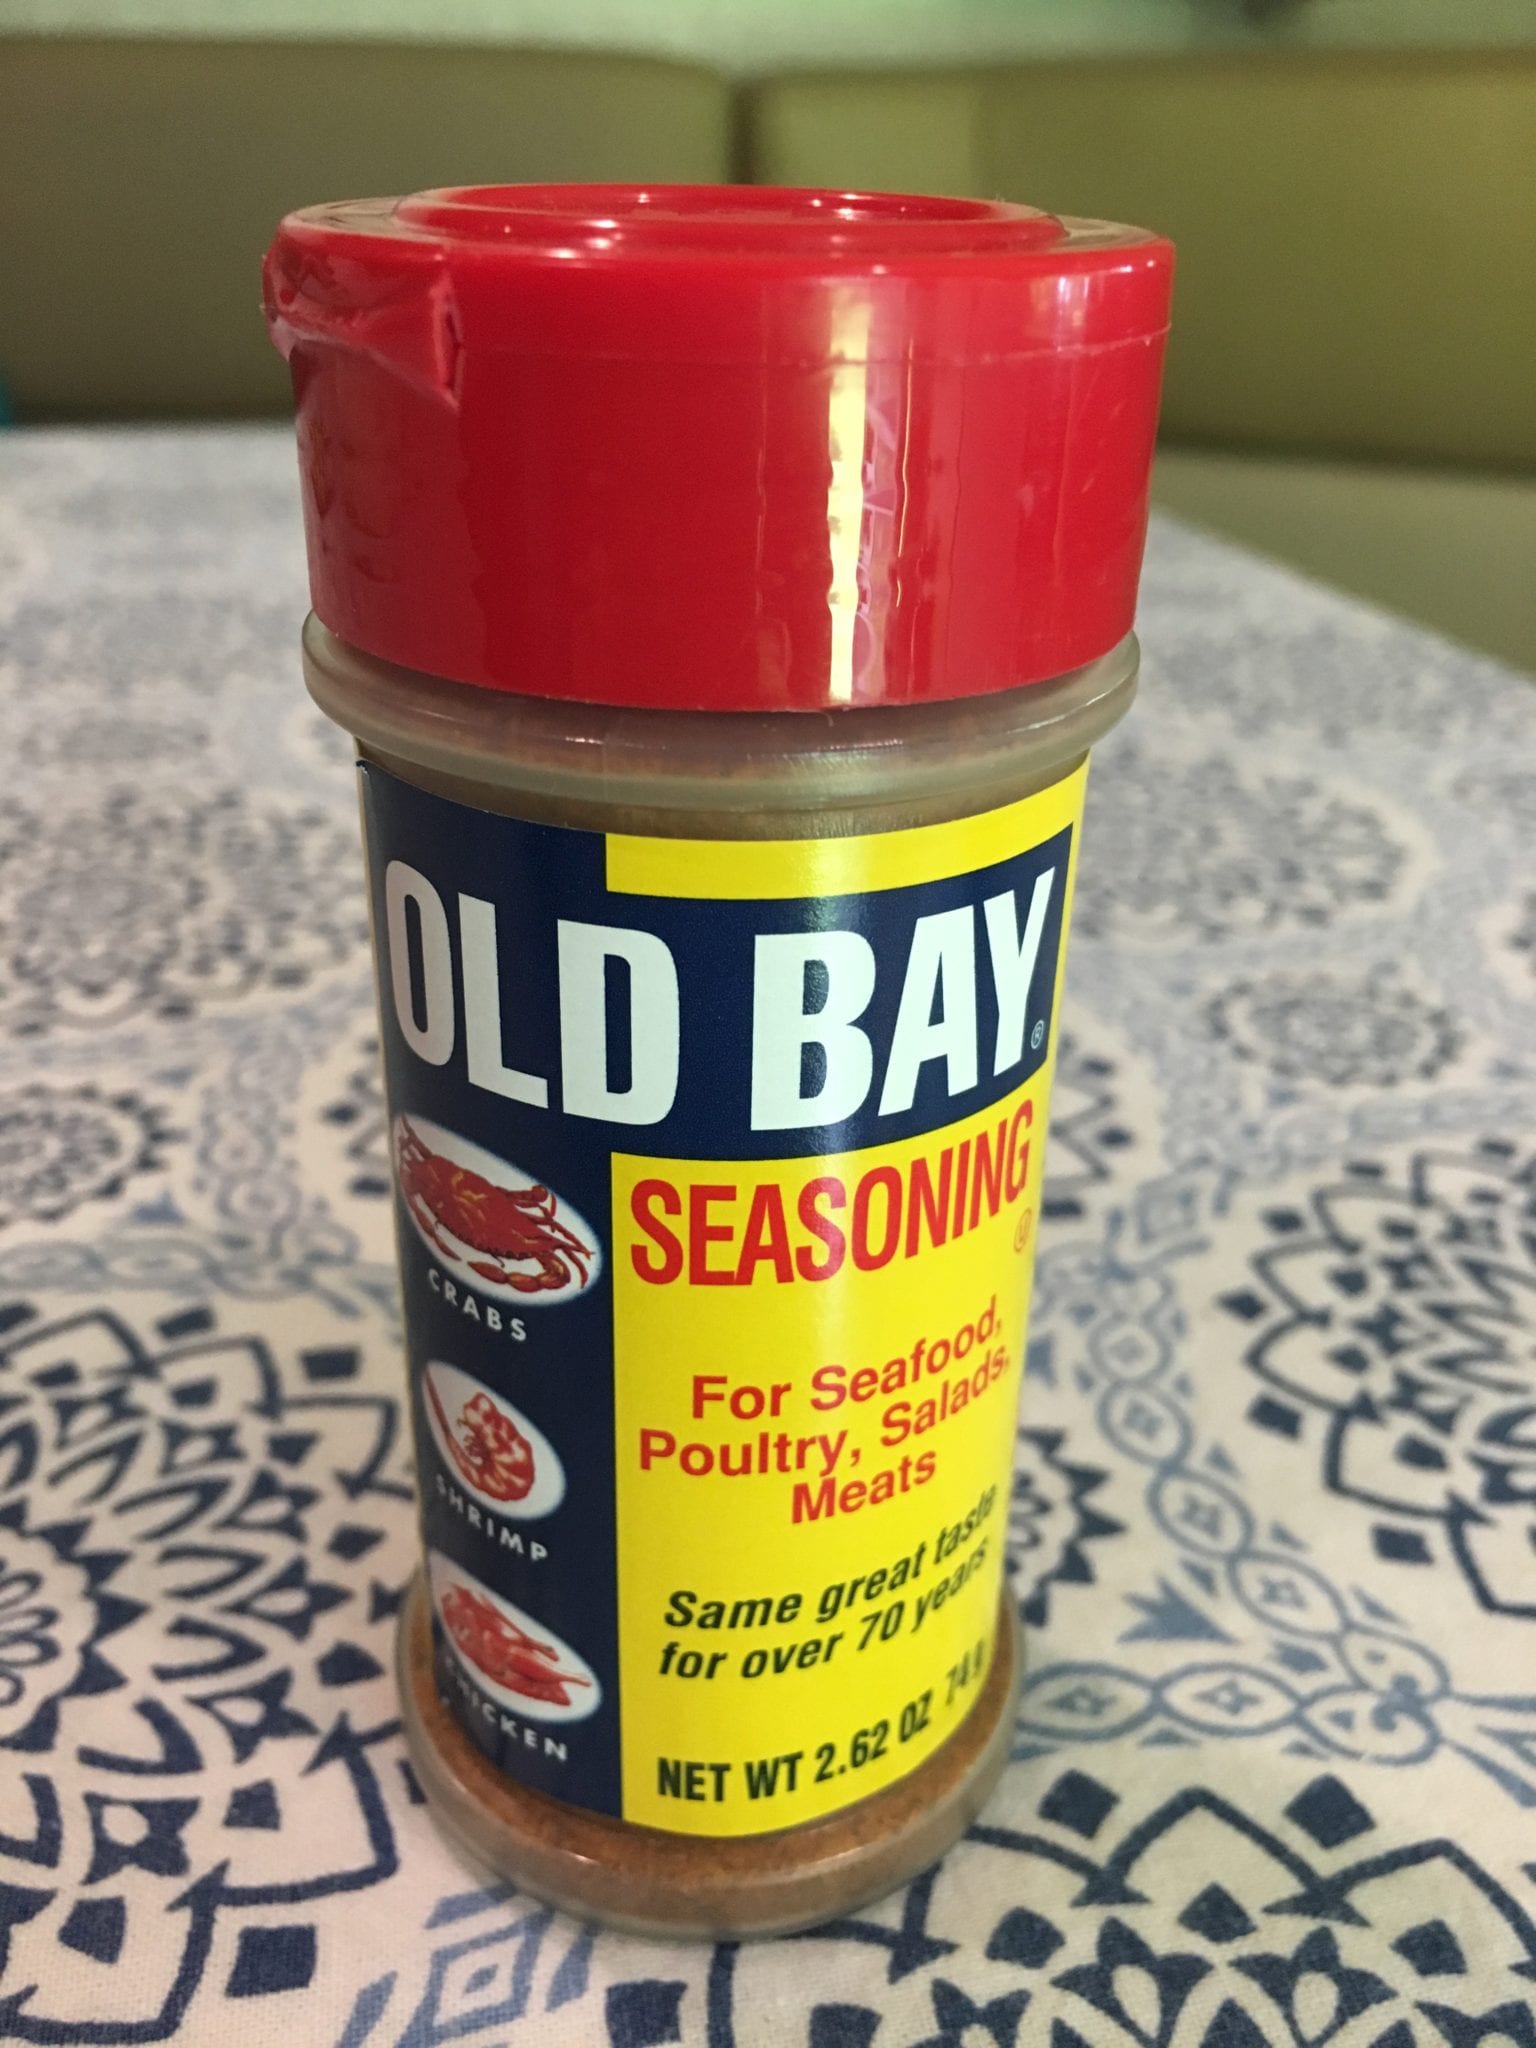 OLD BAY®
SEASONING
Ⓤ
CRABS
For Seafood,
Poultry, Salads,
Meats
SHRIMP
Same great taste
for over 70 years
CHICKEN
NET WT 2.62 OZ 74 g